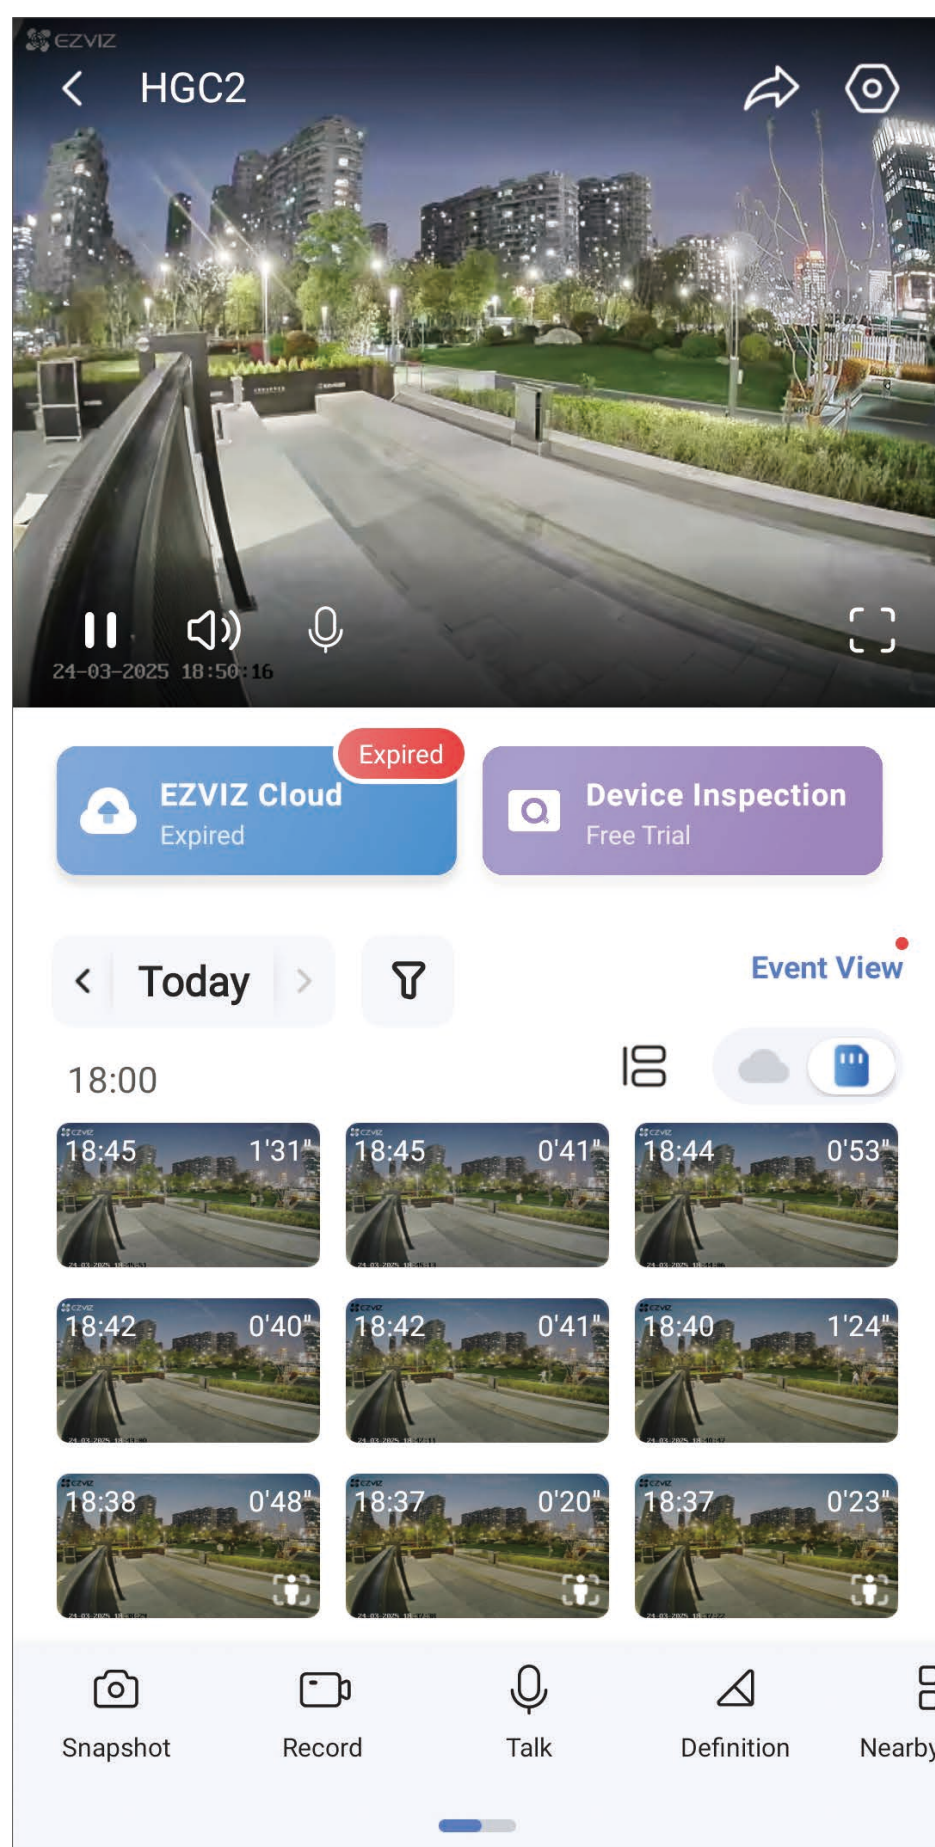 EZVIZ
HGC2
24-03-2025 18:50:16
Expired
EZVIZ Cloud
Expired
Device Inspection
Free Trial
Today
Event View
18:00
18:45 1'31"
18:45 0'41"
18:44 0'53"
18:42 0'40"
18:42 0'41"
18:40 1'24"
18:38 0'48"
18:37 0'20"
18:37 0'23"
Snapshot
Record
Talk
Definition
Nearby